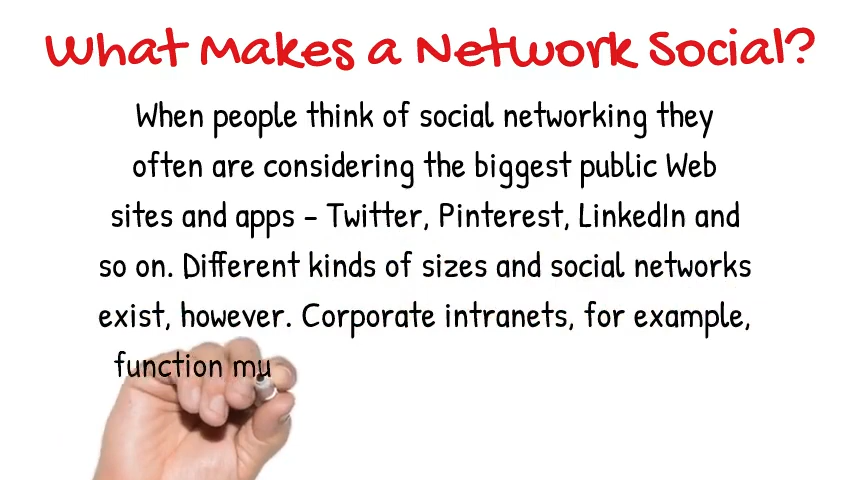 What Makes a Network Social?
When people think of social networking they
often are considering the biggest public Web
sites and apps – Twitter, Pinterest, LinkedIn and
so on. Different kinds of sizes and social networks
exist, however. Corporate intranets, for example,
function mu